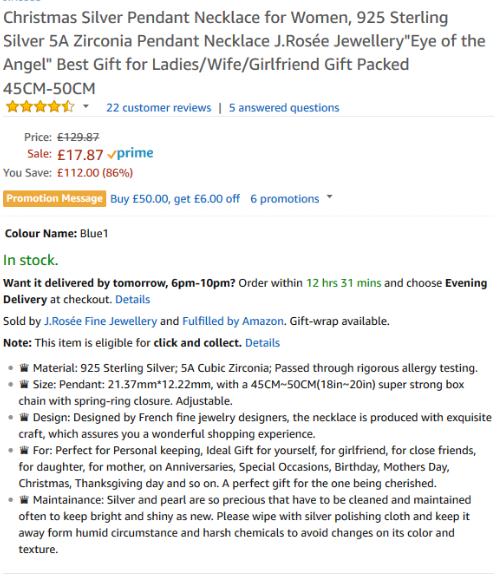 Christmas Silver Pendant Necklace for Women, 925 Sterling
Silver 5A Zirconia Pendant Necklace J.Rosée Jewellery"Eye of the
Angel" Best Gift for Ladies/Wife/Girlfriend Gift Packed
45CM-50CM
22 customer reviews | 5 answered questions
Price: £129.87
Sale: £17.87 prime
You Save: £112.00 (86%)
Promotion Message Buy £50.00, get £6.00 off 6 promotions
Colour Name: Blue1
In stock.
Want it delivered by tomorrow, 6pm-10pm? Order within 12 hrs 31 mins and choose Evening
Delivery at checkout. Details
Sold by J.Rosée Fine Jewellery and Fulfilled by Amazon. Gift-wrap available.
Note: This item is eligible for click and collect. Details
• ♛ Material: 925 Sterling Silver; 5A Cubic Zirconia; Passed through rigorous allergy testing.
• ♛ Size: Pendant: 21.37mm*12.22mm, with a 45CM~50CM(18in~20in) super strong box
chain with spring-ring closure. Adjustable.
• ♛ Design: Designed by French fine jewelry designers, the necklace is produced with exquisite
craft, which assures you a wonderful shopping experience.
• ♛ For: Perfect for Personal keeping, Ideal Gift for yourself, for girlfriend, for close friends,
for daughter, for mother, on Anniversaries, Special Occasions, Birthday, Mothers Day,
Christmas, Thanksgiving day and so on. A perfect gift for the one being cherished.
• ♛ Maintainance: Silver and pearl are so precious that have to be cleaned and maintained
often to keep bright and shiny as new. Please wipe with silver polishing cloth and keep it
away form humid circumstance and harsh chemicals to avoid changes on its color and
texture.